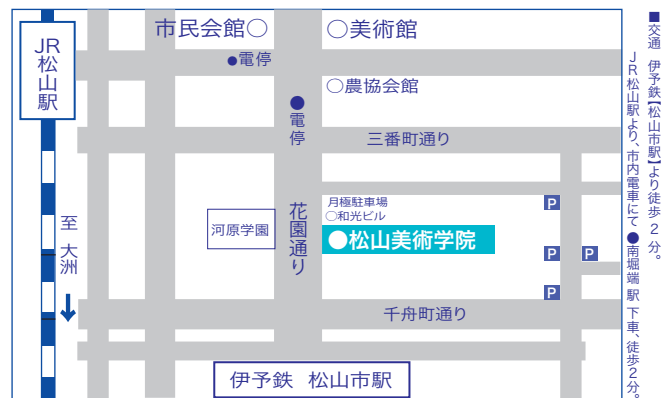 市民会館○
○美術館
JR松山駅
●電停
○農協会館
●電停
三番町通り
至 大洲
花園通り
月極駐車場
○和光ビル
河原学園
●松山美術学院
P
P
P
P
千舟町通り
伊予鉄 松山市駅
■交通 伊予鉄【松山市駅】より徒歩2分。
JR松山駅より、市内電車にて●南堀端駅下車、徒歩2分。